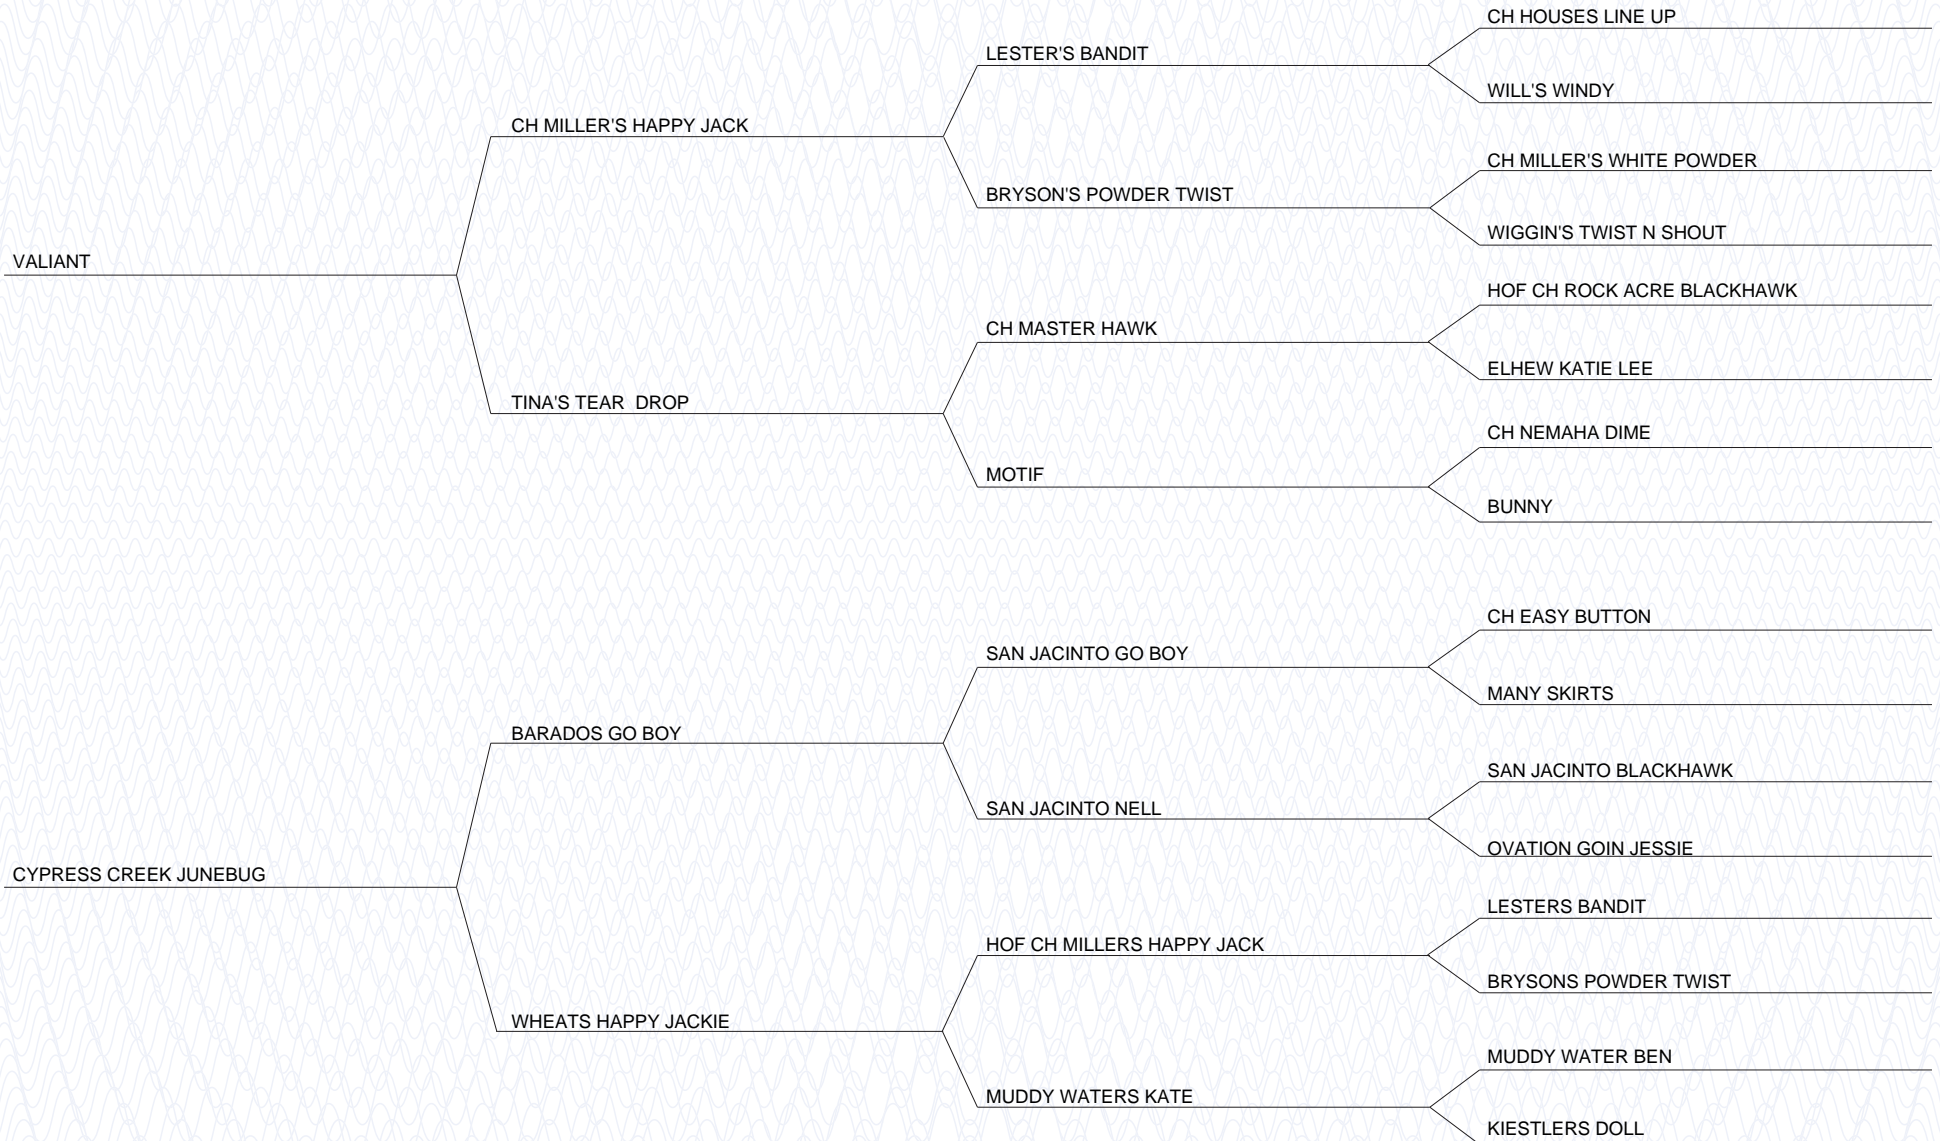 CH HOUSES LINE UP
LESTER'S BANDIT
WILL'S WINDY
CH MILLER'S HAPPY JACK
CH MILLER'S WHITE POWDER
BRYSON'S POWDER TWIST
WIGGIN'S TWIST N SHOUT
VALIANT
HOF CH ROCK ACRE BLACKHAWK
CH MASTER HAWK
ELHEW KATIE LEE
TINA'S TEAR  DROP
CH NEMAHA DIME
MOTIF
BUNNY
CH EASY BUTTON
SAN JACINTO GO BOY
MANY SKIRTS
BARADOS GO BOY
SAN JACINTO BLACKHAWK
SAN JACINTO NELL
OVATION GOIN JESSIE
CYPRESS CREEK JUNEBUG
LESTERS BANDIT
HOF CH MILLERS HAPPY JACK
BRYSONS POWDER TWIST
WHEATS HAPPY JACKIE
MUDDY WATER BEN
MUDDY WATERS KATE
KIESTLERS DOLL